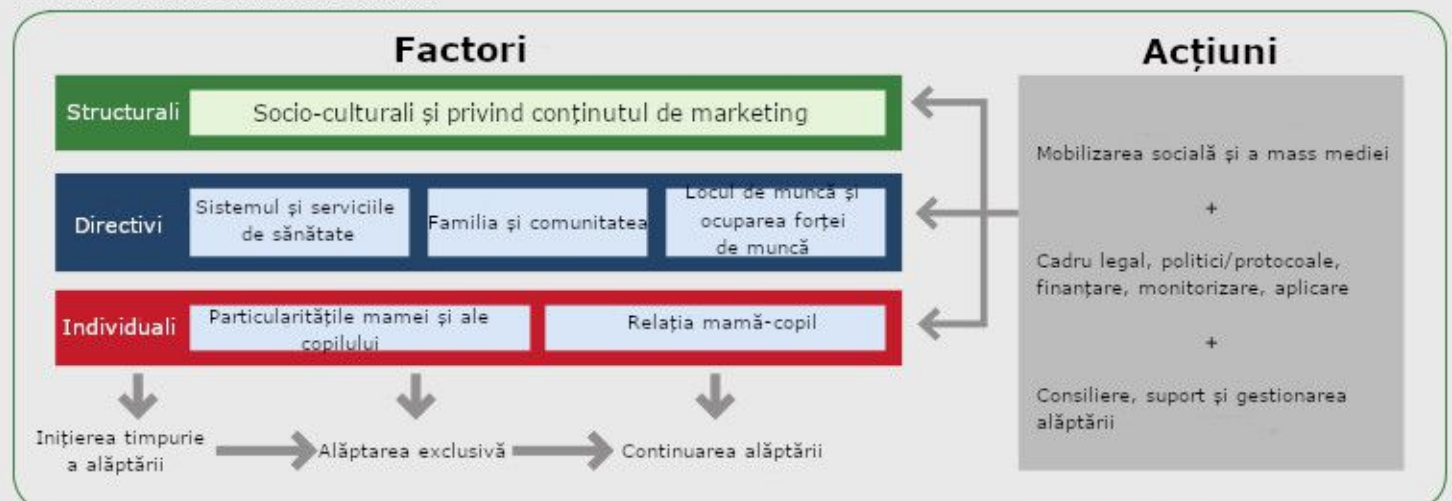 Factori
Structurali
Socio-culturali și privind conținutul de marketing
Directivi
Sistemul și serviciile
de sănătate
Familia și comunitatea
Locul de muncă și
ocuparea forței
de muncă
Individuali
Particularitățile mamei și ale
copilului
Relația mamă-copil
Inițierea timpurie
a alăptării
Alăptarea exclusivă
Continuarea alăptării
Acțiuni
Mobilizarea socială și a mass mediei
+
Cadru legal, politici/protocoale,
finanțare, monitorizare, aplicare
+
Consiliere, suport și gestionarea
alăptării